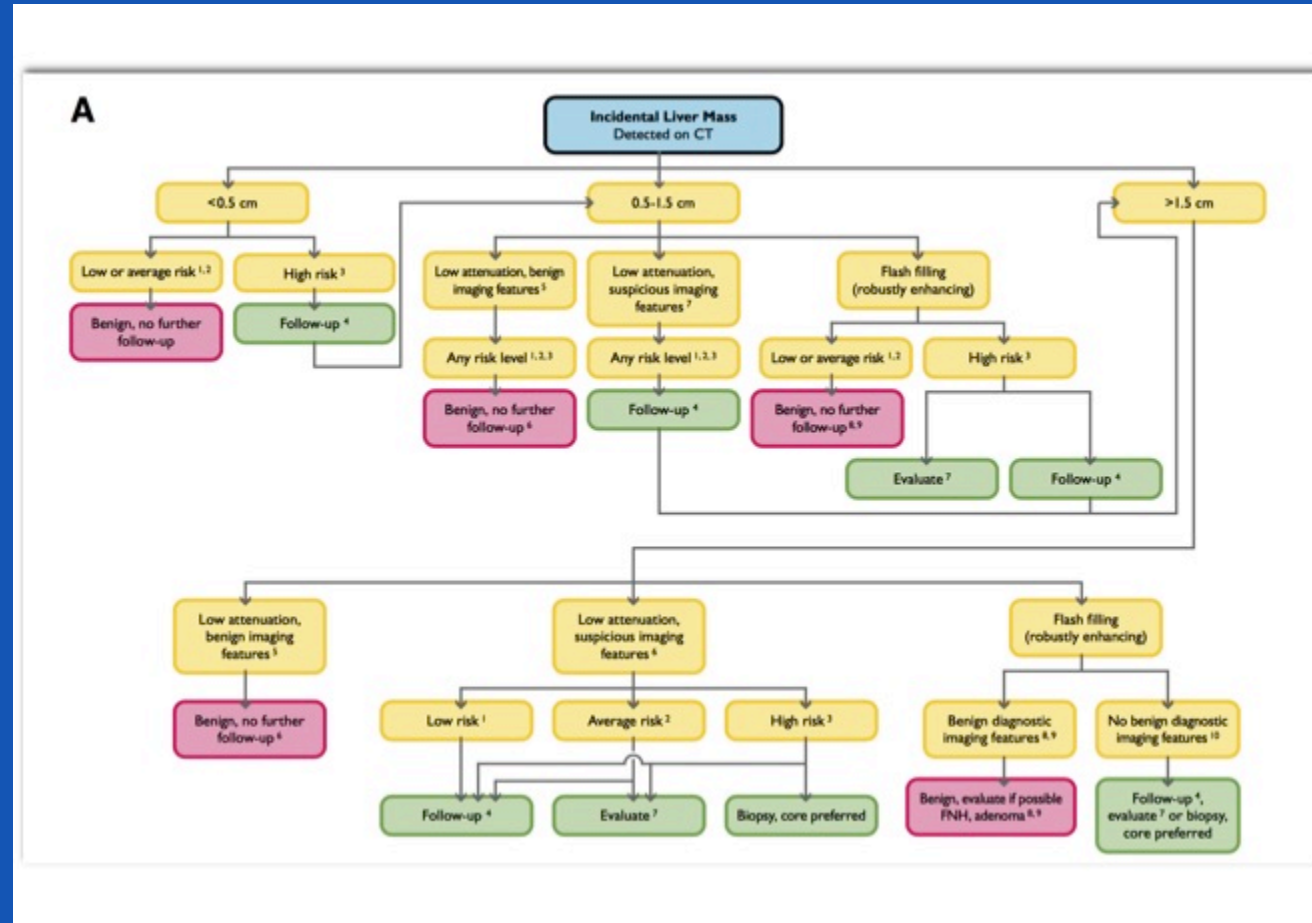 A
Incidental Liver Mass
Detected on CT
<0.5 cm
0.5-1.5 cm
>1.5 cm
Low or average risk 1,2
High risk 3
Low attenuation, benign
imaging features 5
Low attenuation,
suspicious imaging
features 7
Flash filling
(robustly enhancing)
Benign, no further
follow-up
Follow-up 4
Any risk level 1,2,3
Any risk level 1,2,3
Low or average risk 1,2
High risk 3
Benign, no further
follow-up 6
Follow-up 4
Benign, no further
follow-up 8,9
Evaluate 7
Follow-up 4
Low attenuation,
benign imaging
features 5
Low attenuation,
suspicious imaging
features 6
Flash filling
(robustly enhancing)
Benign, no further
follow-up 6
Low risk 1
Average risk 2
High risk 3
Benign diagnostic
imaging features 8,9
No benign diagnostic
imaging features 10
Follow-up 4
Evaluate 7
Biopsy, core preferred
Benign, evaluate if possible
FNH, adenoma 8,9
Follow-up 4,
evaluate 7 or biopsy,
core preferred